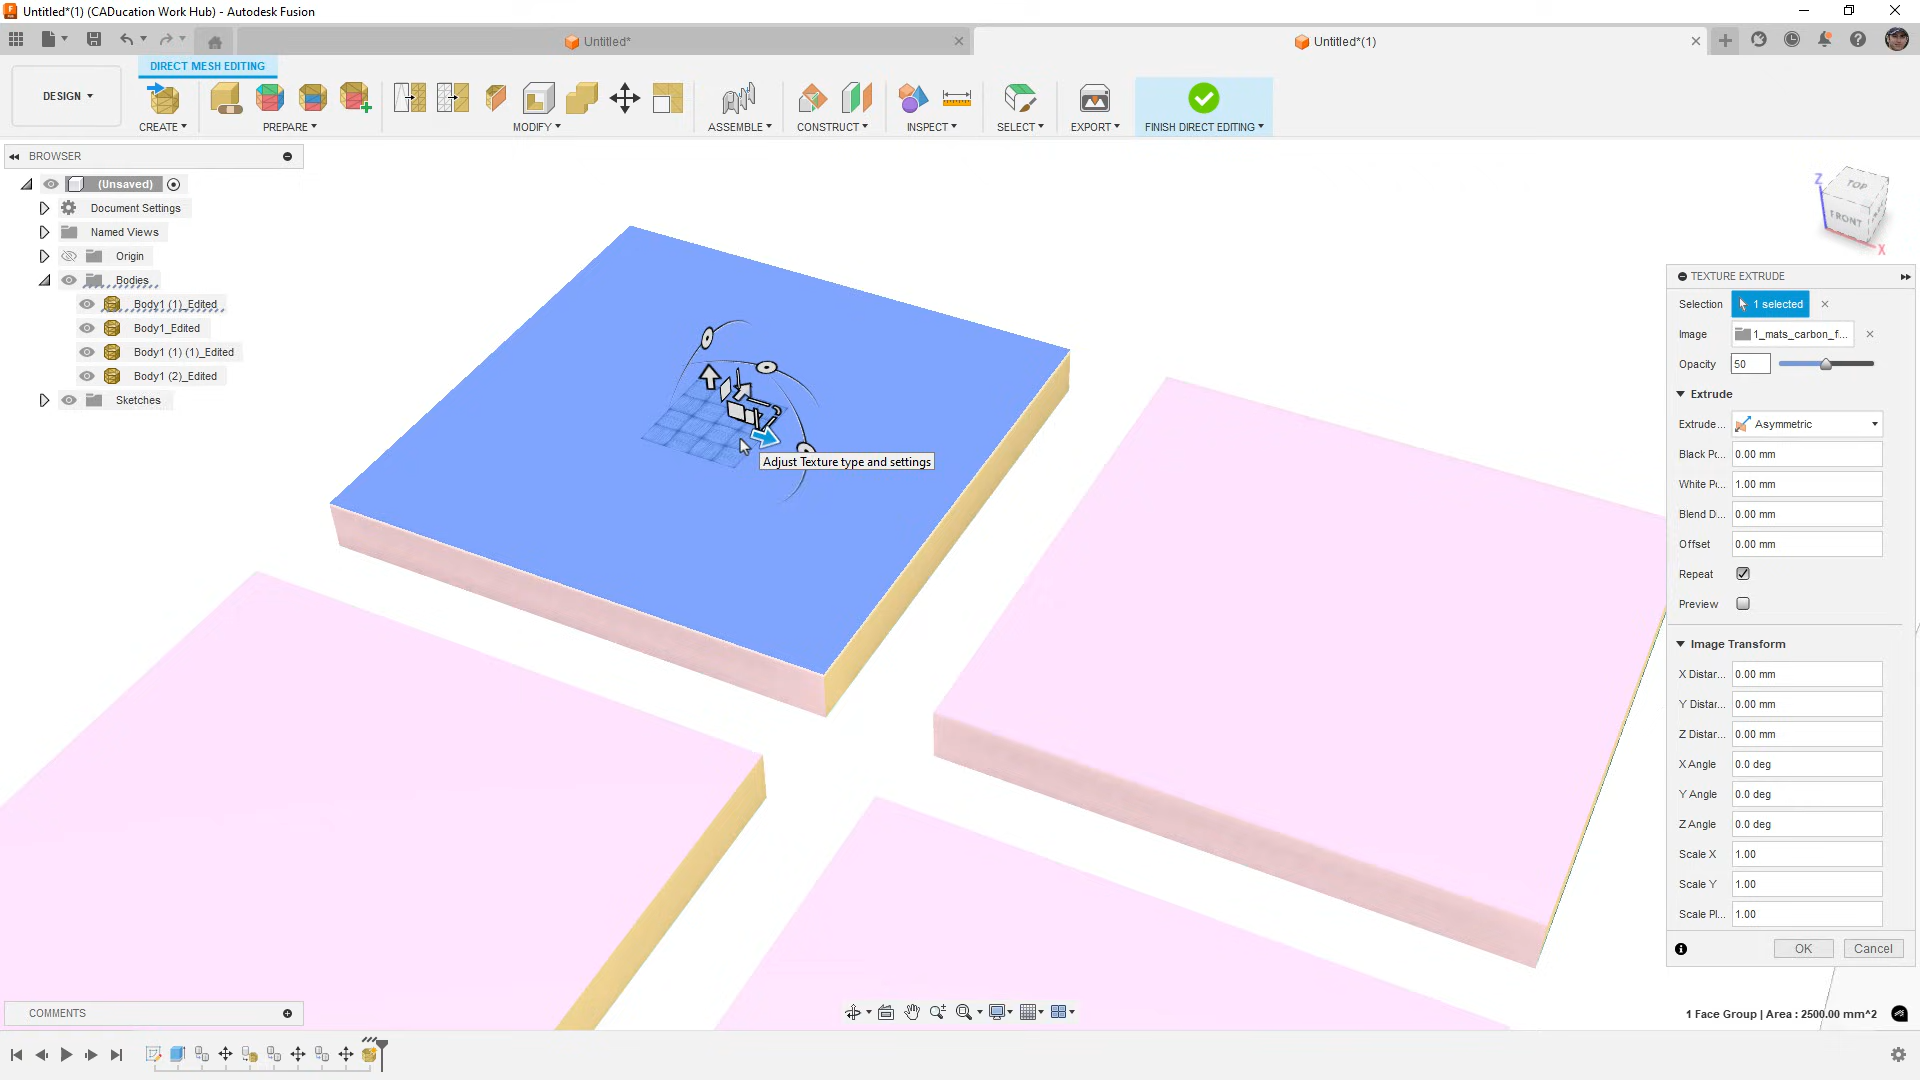 Untitled*(1) (CADucation Work Hub) - Autodesk Fusion
Untitled*
Untitled*(1)
DESIGN
DIRECT MESH EDITING
CREATE
PREPARE
MODIFY
ASSEMBLE
CONSTRUCT
INSPECT
SELECT
EXPORT
FINISH DIRECT EDITING
BROWSER
(Unsaved)
Document Settings
Named Views
Origin
Bodies
Body1 (1)_Edited
Body1_Edited
Body1 (1) (1)_Edited
Body1 (2)_Edited
Sketches
TOP
FRONT
Z
X
Adjust Texture type and settings
TEXTURE EXTRUDE
Selection 1 selected
Image 1_mats_carbon_f...
Opacity 50
Extrude
Extrude... Asymmetric
Black Po... 0.00 mm
White Po... 1.00 mm
Blend D... 0.00 mm
Offset 0.00 mm
Repeat
Preview
Image Transform
X Distan... 0.00 mm
Y Distan... 0.00 mm
Z Distan... 0.00 mm
X Angle 0.0 deg
Y Angle 0.0 deg
Z Angle 0.0 deg
Scale X 1.00
Scale Y 1.00
Scale Pl... 1.00
OK Cancel
COMMENTS
1 Face Group | Area : 2500.00 mm^2